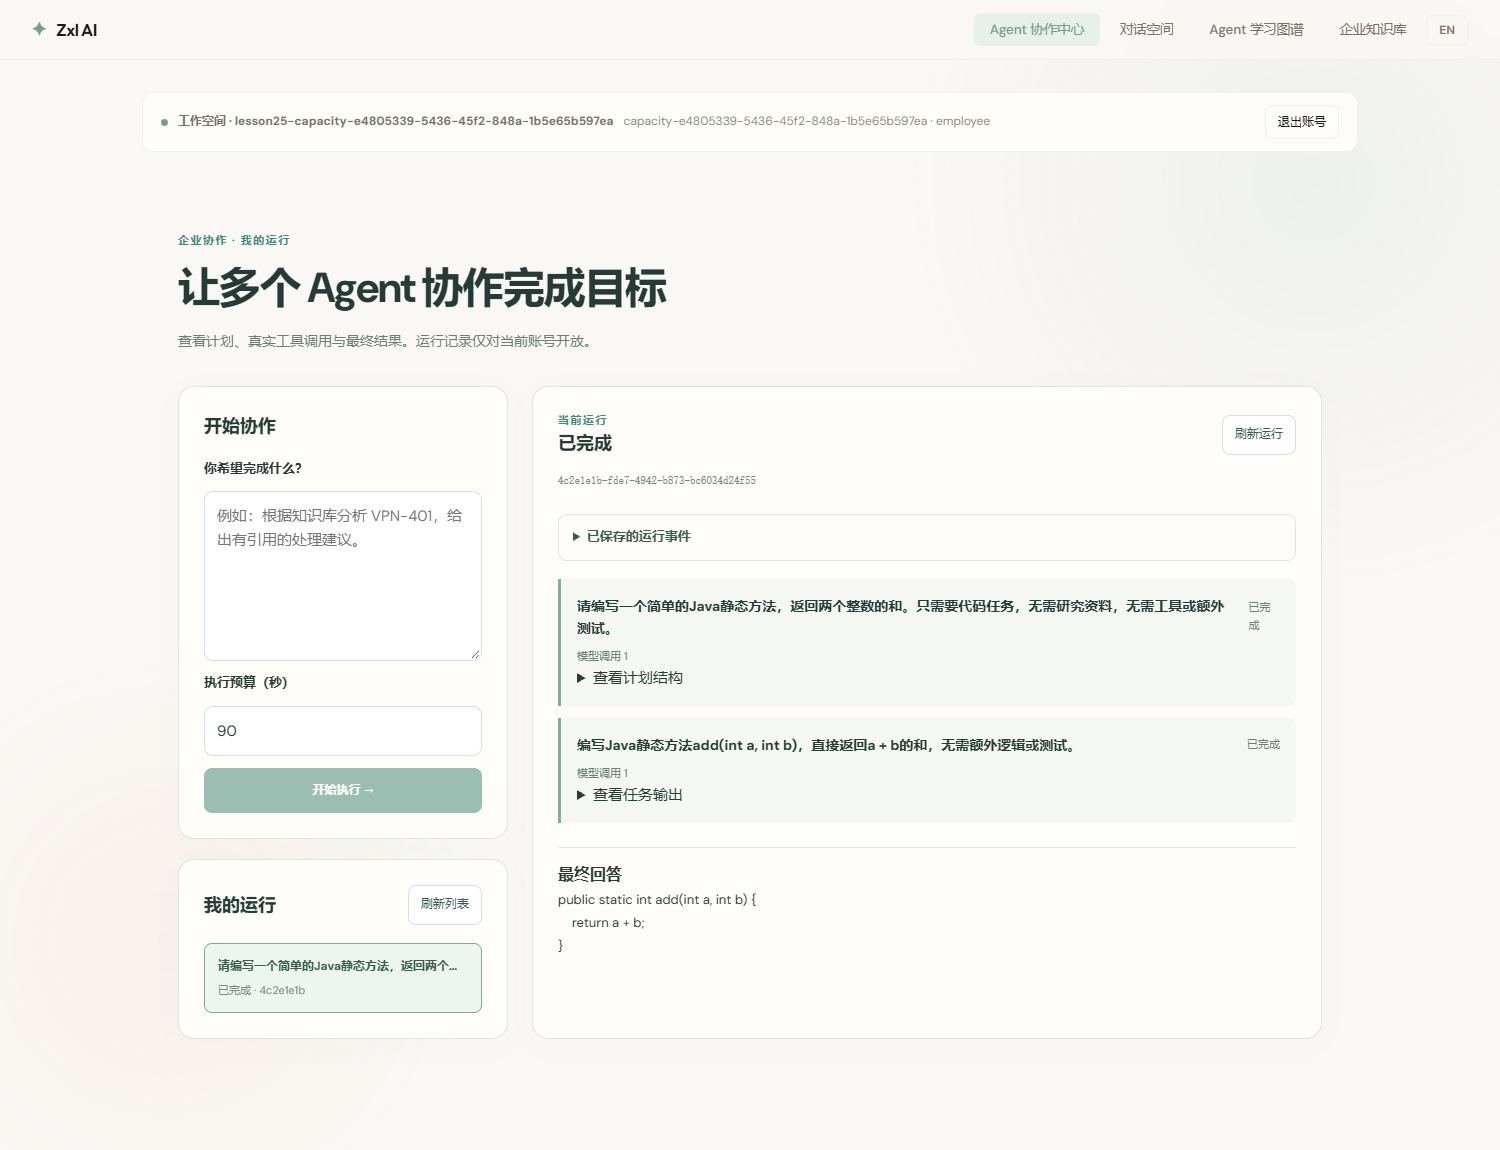 Zxl AI
Agent 协作中心
对话空间
Agent 学习图谱
企业知识库
EN
工作空间 · lesson25-capacity-e4805339-5436-45f2-848a-1b5e65b597ea
capacity-e4805339-5436-45f2-848a-1b5e65b597ea · employee
退出账号
企业协作 · 我的运行
让多个 Agent 协作完成目标
查看计划、真实工具调用与最终结果。运行记录仅对当前账号开放。
开始协作
你希望完成什么？
例如：根据知识库分析 VPN-401，给
出有引用的处理建议。
执行预算（秒）
90
开始执行 →
我的运行
刷新列表
请编写一个简单的Java静态方法，返回两个...
已完成 · 4c2e1e1b
当前运行
已完成
刷新运行
4c2e1e1b-fde7-4942-b873-bc6034d24f55
▶ 已保存的运行事件
请编写一个简单的Java静态方法，返回两个整数的和。只需要代码任务，无需研究资料，无需工具或额外
测试。
已完
成
模型调用 1
▶ 查看计划结构
编写Java静态方法add(int a, int b)，直接返回a + b的和，无需额外逻辑或测试。
已完成
模型调用 1
▶ 查看任务输出
最终回答
public static int add(int a, int b) {
    return a + b;
}